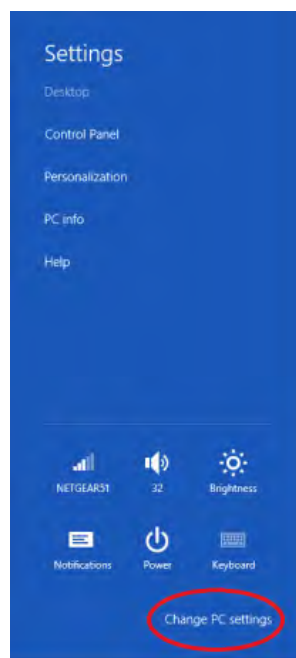 Settings
Desktop
Control Panel
Personalization
PC info
Help
NETGEAR51 32 Brightness
Notifications Power Keyboard
Change PC settings